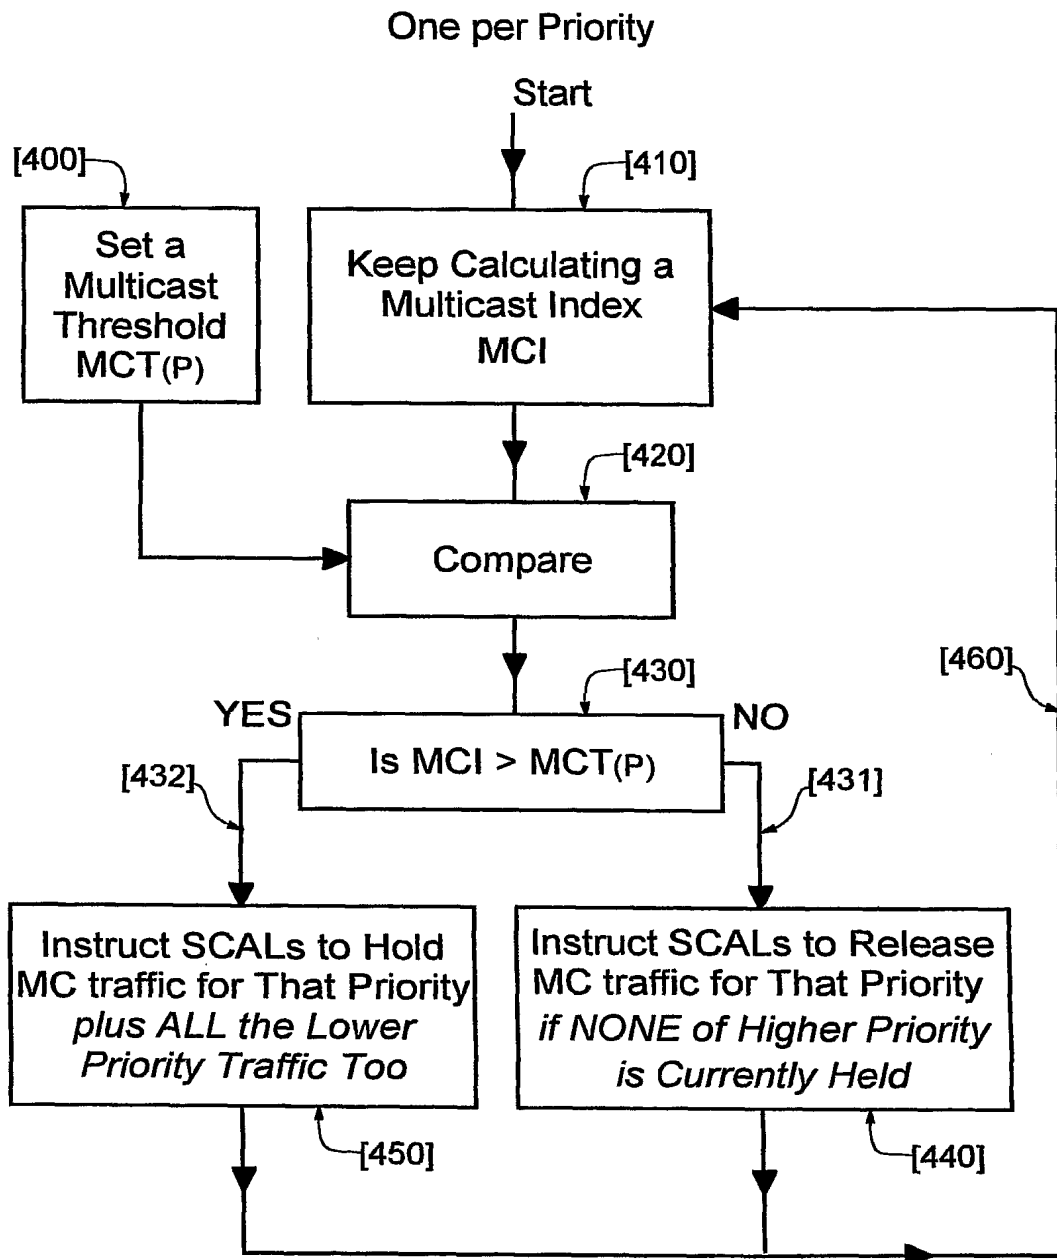 One per Priority
Start
[400]
[410]
Set a
Multicast
Threshold
MCT(P)
Keep Calculating a
Multicast Index
MCI
[420]
Compare
[460]
[430]
YES
NO
Is MCI > MCT(P)
[432]
[431]
Instruct SCALs to Hold
MC traffic for That Priority
plus ALL the Lower
Priority Traffic Too
Instruct SCALs to Release
MC traffic for That Priority
if NONE of Higher Priority
is Currently Held
[450]
[440]